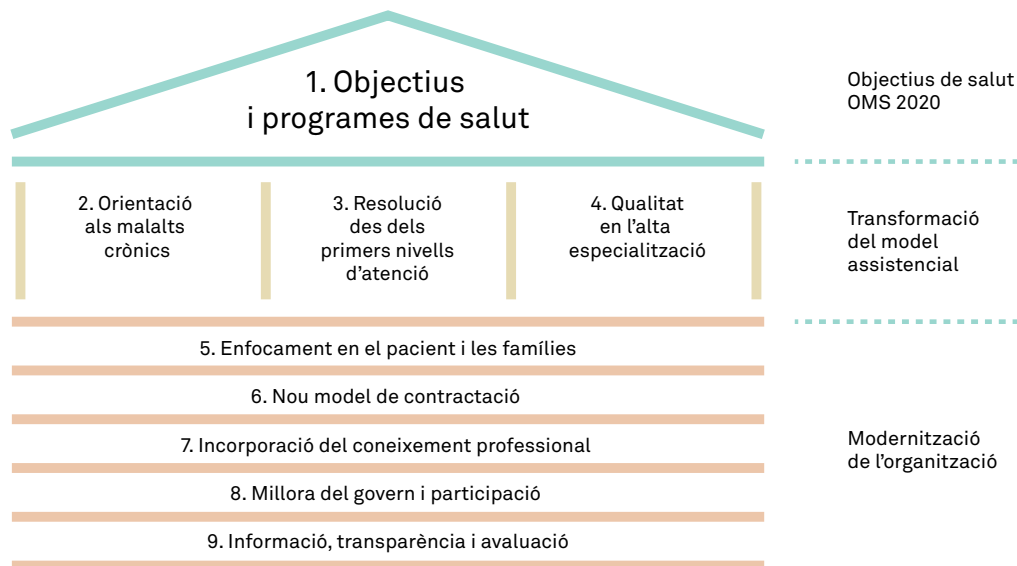 1. Objectius
i programes de salut
Objectius de salut
OMS 2020
2. Orientació
als malalts
crònics
3. Resolució
des dels
primers nivells
d'atenció
4. Qualitat
en l'alta
especialització
Transformació
del model
assistencial
5. Enfocament en el pacient i les famílies
6. Nou model de contractació
7. Incorporació del coneixement professional
8. Millora del govern i participació
9. Informació, transparència i avaluació
Modernització
de l'organització